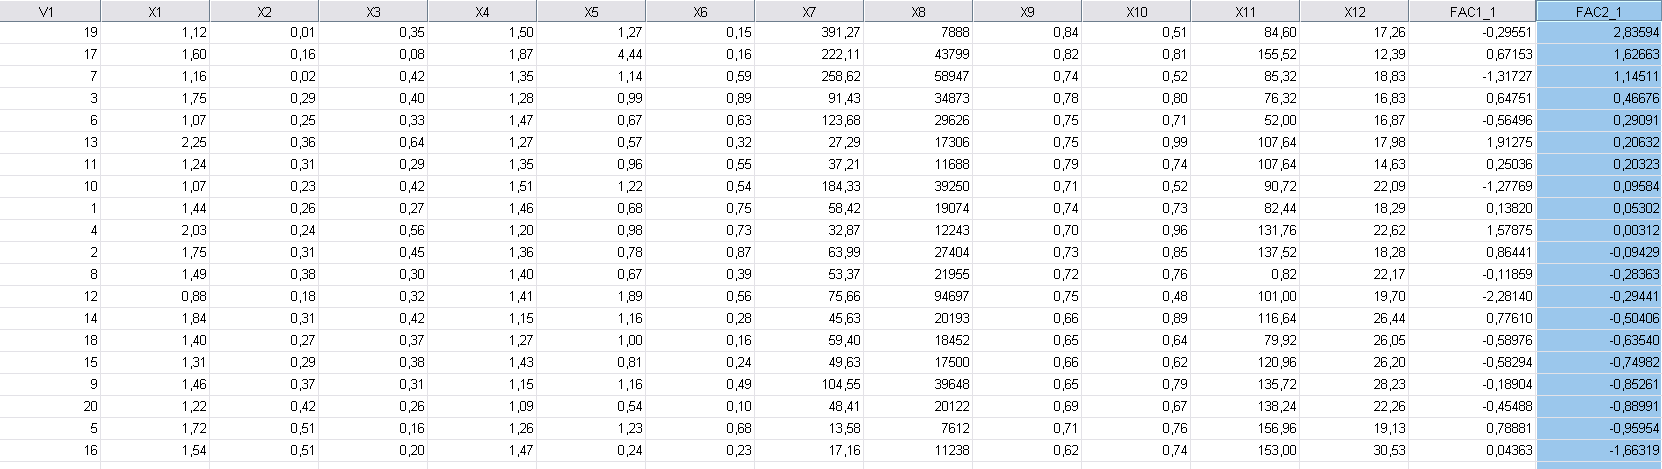 V1 X1 X2 X3 X4 X5 X6 X7 X8 X9 X10 X11 X12 FAC1_1 FAC2_1
19 1,12 0,01 0,35 1,50 1,27 0,15 391,27 7888 0,84 0,51 84,60 17,26 -0,29551 2,83594
17 1,60 0,16 0,08 1,87 4,44 0,16 222,11 43799 0,82 0,81 155,52 12,39 0,67153 1,62663
7 1,16 0,02 0,42 1,35 1,14 0,59 258,62 58947 0,74 0,52 85,32 18,83 -1,31727 1,14511
3 1,75 0,29 0,40 1,28 0,99 0,89 91,43 34873 0,78 0,80 76,32 16,83 0,64751 0,46676
6 1,07 0,25 0,33 1,47 0,67 0,63 123,68 29626 0,75 0,71 52,00 16,87 -0,56496 0,29091
13 2,25 0,36 0,64 1,27 0,57 0,32 27,29 17306 0,75 0,99 107,64 17,98 1,91275 0,20632
11 1,24 0,31 0,29 1,35 0,96 0,55 37,21 11688 0,79 0,74 107,64 14,63 0,25036 0,20323
10 1,07 0,23 0,42 1,51 1,22 0,54 184,33 39250 0,71 0,52 90,72 22,09 -1,27769 0,09584
1 1,44 0,26 0,27 1,46 0,68 0,75 58,42 19074 0,74 0,73 82,44 18,29 0,13820 0,05302
4 2,03 0,24 0,56 1,20 0,98 0,73 32,87 12243 0,70 0,96 131,76 22,62 1,57875 0,00312
2 1,75 0,31 0,45 1,36 0,78 0,87 63,99 27404 0,73 0,85 137,52 18,28 0,86441 -0,09429
8 1,49 0,38 0,30 1,40 0,67 0,39 53,37 21955 0,72 0,76 0,82 22,17 -0,11859 -0,28363
12 0,88 0,18 0,32 1,41 1,89 0,56 75,66 94697 0,75 0,48 101,00 19,70 -2,28140 -0,29441
14 1,84 0,31 0,42 1,15 1,16 0,28 45,63 20193 0,66 0,89 116,64 26,44 0,77610 -0,50406
18 1,40 0,27 0,37 1,27 1,00 0,16 59,40 18452 0,65 0,64 79,92 26,05 -0,58976 -0,63540
15 1,31 0,29 0,38 1,43 0,81 0,24 49,63 17500 0,66 0,62 120,96 26,20 -0,58294 -0,74982
9 1,46 0,37 0,31 1,15 1,16 0,49 104,55 39648 0,65 0,79 135,72 28,23 -0,18904 -0,85261
20 1,22 0,42 0,26 1,09 0,54 0,10 48,41 20122 0,69 0,67 138,24 22,26 -0,45488 -0,88991
5 1,72 0,51 0,16 1,26 1,23 0,68 13,58 7612 0,71 0,76 156,96 19,13 0,78881 -0,95954
16 1,54 0,51 0,20 1,47 0,24 0,23 17,16 11238 0,62 0,74 153,00 30,53 0,04363 -1,66319